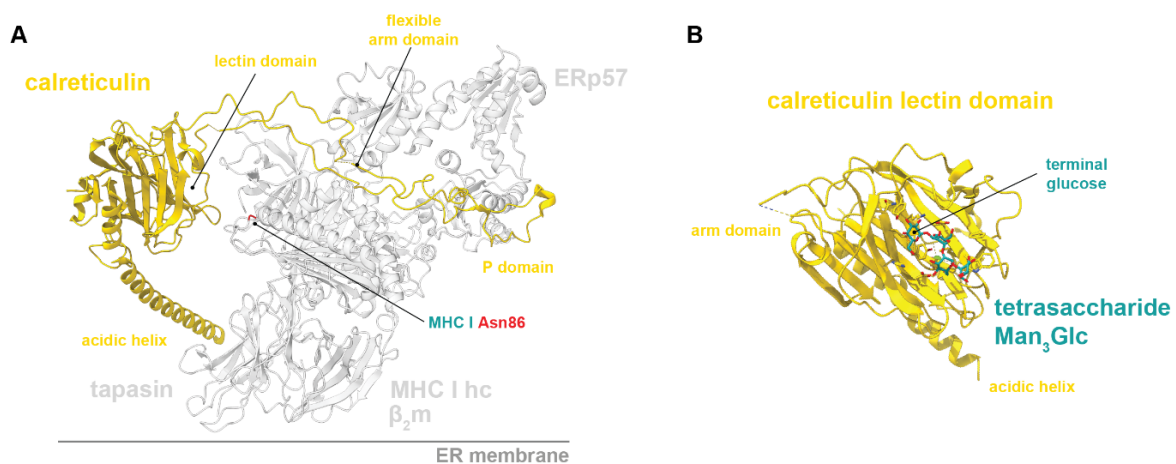 A
flexible
arm domain
lectin domain
calreticulin
ERp57
P domain
MHC I Asn86
acidic helix
tapasin
MHC I hc
β₂m
ER membrane
B
calreticulin lectin domain
terminal
glucose
arm domain
tetrasaccharide
Man₃Glc
acidic helix